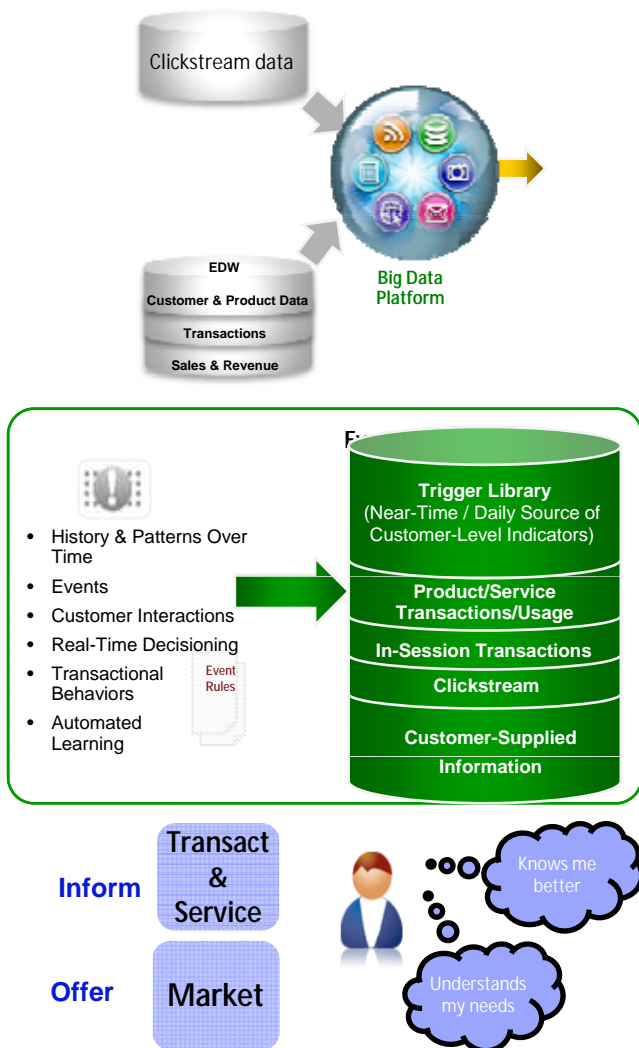 Clickstream data
EDW
Customer & Product Data
Transactions
Sales & Revenue
Big Data
Platform
• History & Patterns Over
Time
• Events
• Customer Interactions
• Real-Time Decisioning
• Transactional
Behaviors
• Automated
Learning
Event
Rules
Trigger Library
(Near-Time / Daily Source of
Customer-Level Indicators)
Product/Service
Transactions/Usage
In-Session Transactions
Clickstream
Customer-Supplied
Information
Inform
Transact
&
Service
Offer
Market
Knows me
better
Understands
my needs